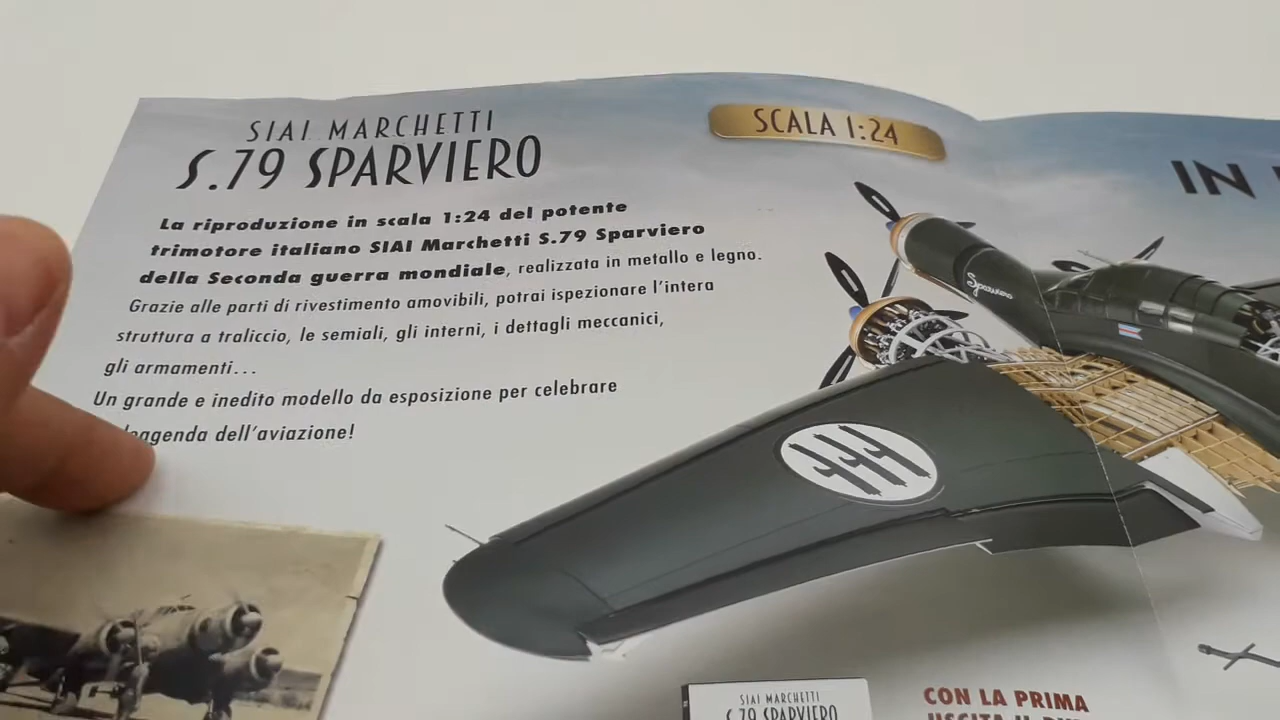 SIAI MARCHETTI
S.79 SPARVIERO
SCALA 1:24
IN
La riproduzione in scala 1:24 del potente
trimotore italiano SIAI Marchetti S.79 Sparviero
della Seconda guerra mondiale, realizzata in metallo e legno.
Grazie alle parti di rivestimento amovibili, potrai ispezionare l'intera
struttura a traliccio, le semiali, gli interni, i dettagli meccanici,
gli armamenti...
Un grande e inedito modello da esposizione per celebrare
leggenda dell'aviazione!
Sparviero
SIAI MARCHETTI
S.79 SPARVIERO
CON LA PRIMA
USCITA IL